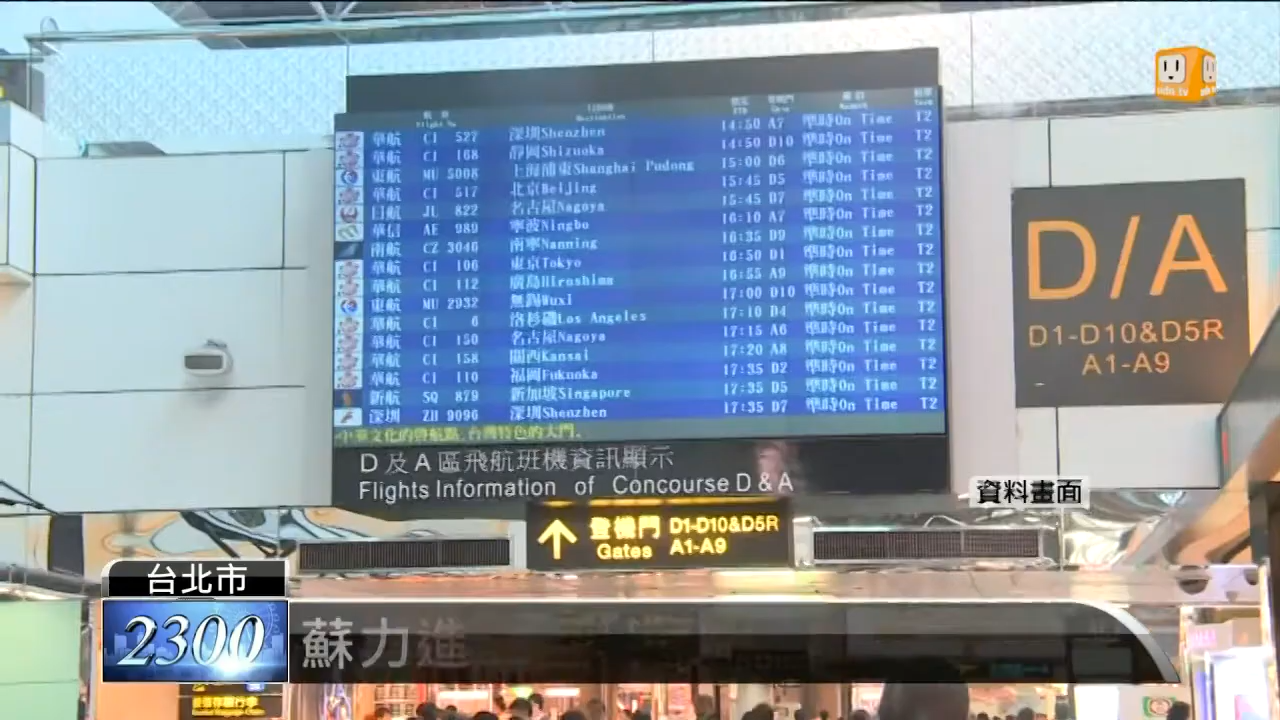 udn tv
華航 CI 527 深圳Shenzhen 14:50 A7 準時On Time T2
華航 CI 168 靜岡Shizuoka 14:50 D10 準時On Time T2
東航 MU 5008 上海浦東Shanghai Pudong 15:00 D6 準時On Time T2
華航 CI 517 北京Beijing 15:45 D5 準時On Time T2
日航 JL 822 名古屋Nagoya 15:45 D7 準時On Time T2
華信 AE 989 寧波Ningbo 16:10 A7 準時On Time T2
南航 CZ 3046 南寧Nanning 16:35 D9 準時On Time T2
華航 CI 106 東京Tokyo 16:50 D1 準時On Time T2
華航 CI 112 廣島Hiroshima 16:55 A9 準時On Time T2
東航 MU 2932 無錫Wuxi 17:00 D10 準時On Time T2
華航 CI 6 洛杉磯Los Angeles 17:10 D4 準時On Time T2
華航 CI 150 名古屋Nagoya 17:15 A6 準時On Time T2
華航 CI 158 關西Kansai 17:20 A8 準時On Time T2
華航 CI 110 福岡Fukuoka 17:35 D2 準時On Time T2
新航 SQ 879 新加坡Singapore 17:35 D5 準時On Time T2
深圳 ZH 9096 深圳Shenzhen 17:35 D7 準時On Time T2
中華文化的啓航點,台灣特色的大門。
D 及 A 區飛航班機資訊顯示
Flights Information of Concourse D & A
D/A
D1-D10&D5R
A1-A9
資料畫面
登機門 D1-D10&D5R
Gates A1-A9
台北市
2300
蘇力進